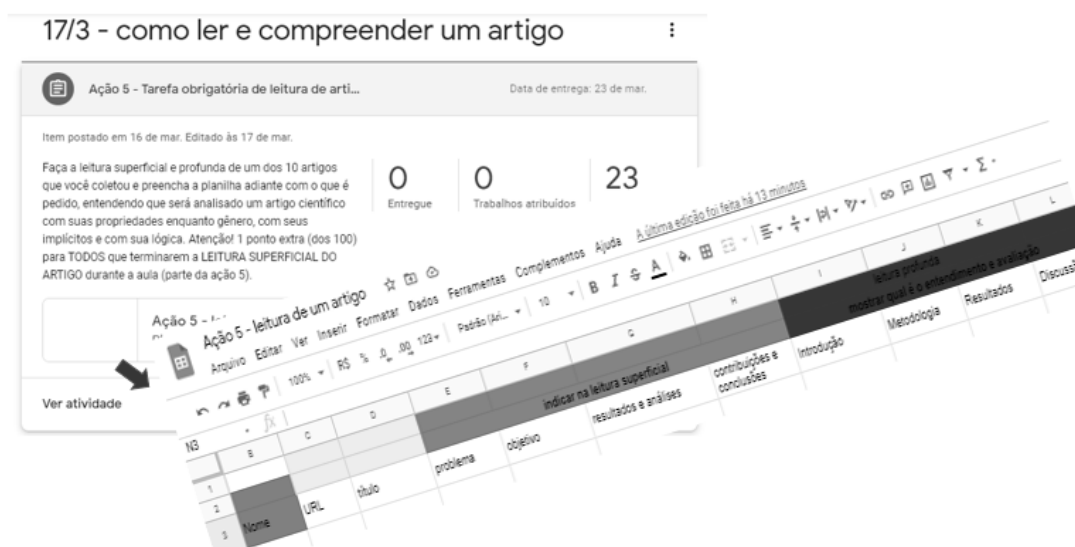 17/3 - como ler e compreender um artigo
Ação 5 - Tarefa obrigatória de leitura de arti...
Data de entrega: 23 de mar.
Item postado em 16 de mar. Editado às 17 de mar.
Faça a leitura superficial e profunda de um dos 10 artigos
que você coletou e preencha a planilha adiante com o que é
pedido, entendendo que será analisado um artigo científico
com suas propriedades enquanto gênero, com seus
implícitos e com sua lógica. Atenção! 1 ponto extra (dos 100)
para TODOS que terminarem a LEITURA SUPERFICIAL DO
ARTIGO durante a aula (parte da ação 5).
0
Entregue
0
Trabalhos atribuídos
23
Ação 5 -
Ver atividade
Ação 5 - leitura de um artigo
Arquivo Editar Ver Inserir Formatar Dados Ferramentas Complementos Ajuda A última edição foi feita há 13 minutos
100% R$ % .0 .00 123 Padrão (Ari... 10 B I S A
N3 fx
B C D E F G H I J K L
1
2
3
indicar na leitura superficial
leitura profunda
mostrar qual é o entendimento e avaliação
Nome URL título problema objetivo resultados e análises contribuições e conclusões Introdução Metodologia Resultados